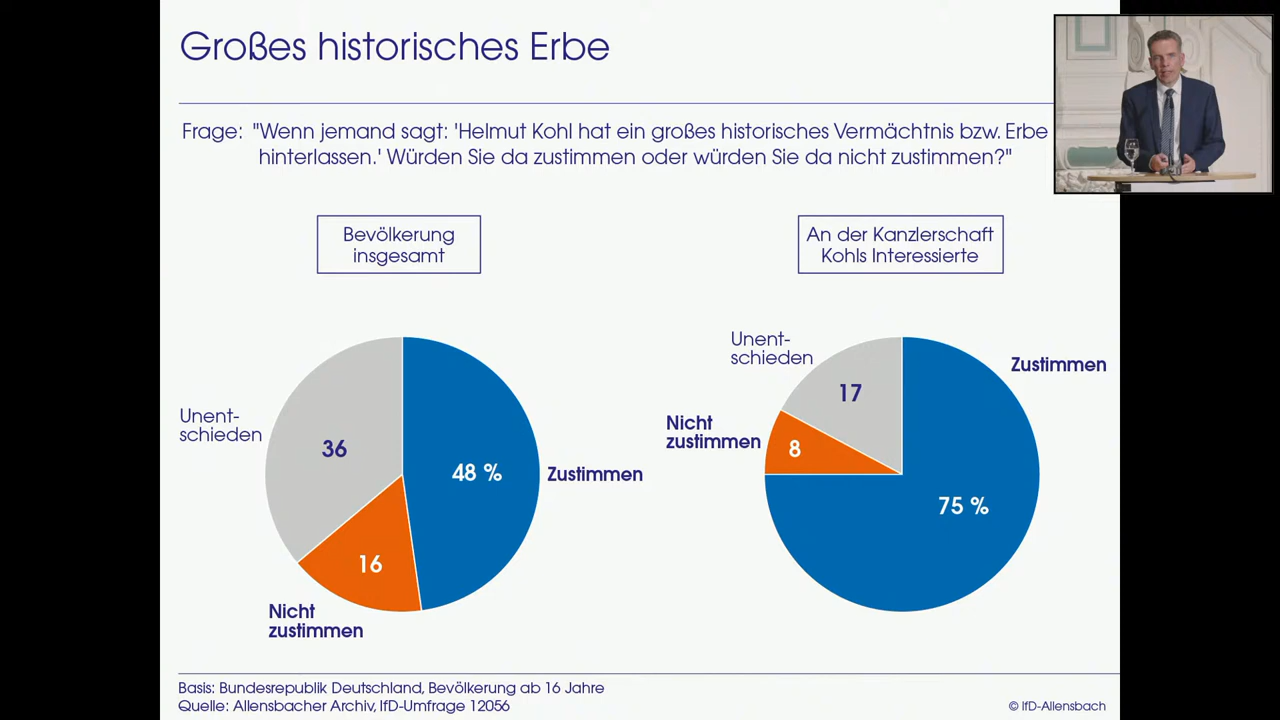 Großes historisches Erbe
Frage: "Wenn jemand sagt: 'Helmut Kohl hat ein großes historisches Vermächtnis bzw. Erbe
hinterlassen.' Würden Sie da zustimmen oder würden Sie da nicht zustimmen?"
Bevölkerung
insgesamt
Unent-
schieden
36
48 %
Zustimmen
16
Nicht
zustimmen
An der Kanzlerschaft
Kohls Interessierte
Unent-
schieden
17
Zustimmen
Nicht
zustimmen
8
75 %
Basis: Bundesrepublik Deutschland, Bevölkerung ab 16 Jahre
Quelle: Allensbacher Archiv, IfD-Umfrage 12056
© IfD-Allensbach